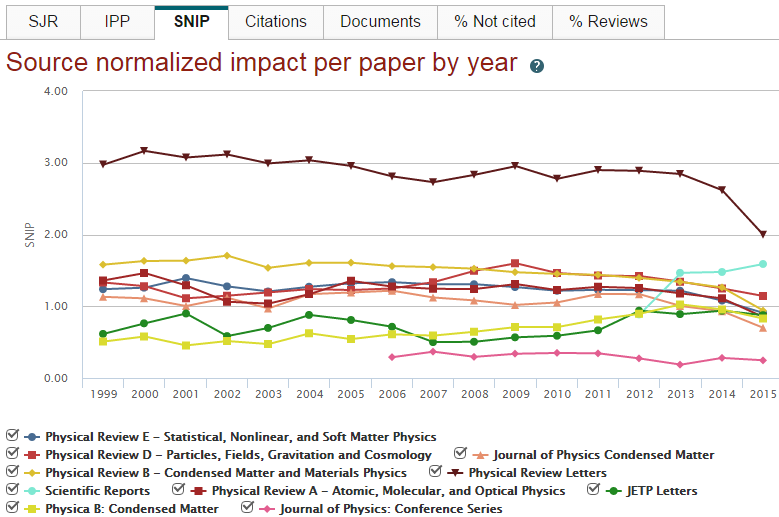 SJR IPP SNIP Citations Documents % Not cited % Reviews
Source normalized impact per paper by year ?
4.00
3.00
2.00
1.00
0.00
SNIP
1999 2000 2001 2002 2003 2004 2005 2006 2007 2008 2009 2010 2011 2012 2013 2014 2015
Physical Review E - Statistical, Nonlinear, and Soft Matter Physics
Physical Review D - Particles, Fields, Gravitation and Cosmology Journal of Physics Condensed Matter
Physical Review B - Condensed Matter and Materials Physics Physical Review Letters
Scientific Reports Physical Review A - Atomic, Molecular, and Optical Physics JETP Letters
Physica B: Condensed Matter Journal of Physics: Conference Series